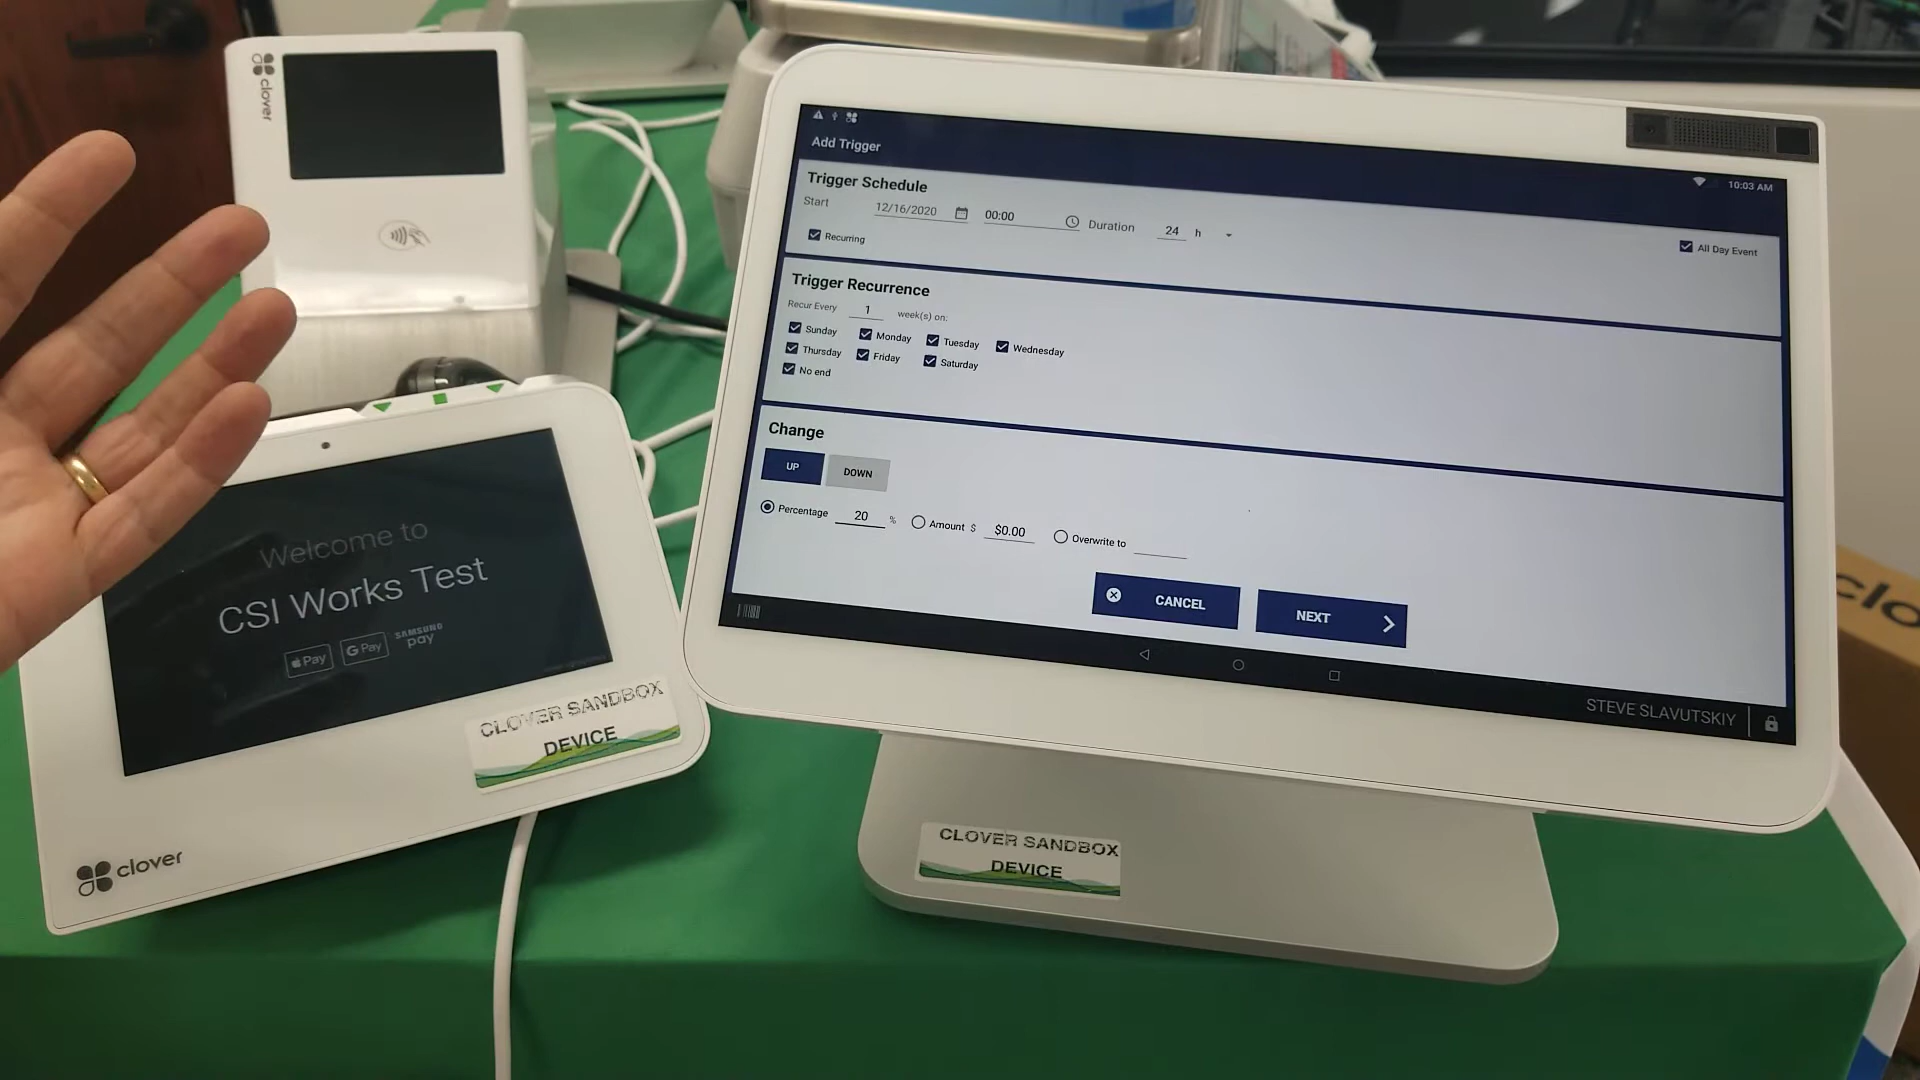 clover
Welcome to
CSI Works Test
Pay
G Pay
SAMSUNG
pay
CLOVER SANDBOX
DEVICE
clover
10:03 AM
Add Trigger
Trigger Schedule
Start 12/16/2020 00:00 Duration 24 h
Recurring
All Day Event
Trigger Recurrence
Recur Every 1 week(s) on:
Sunday Monday Tuesday Wednesday
Thursday Friday Saturday
No end
Change
UP DOWN
Percentage 20 % Amount $ $0.00 Overwrite to
CANCEL NEXT
STEVE SLAVUTSKIY
CLOVER SANDBOX
DEVICE
clo